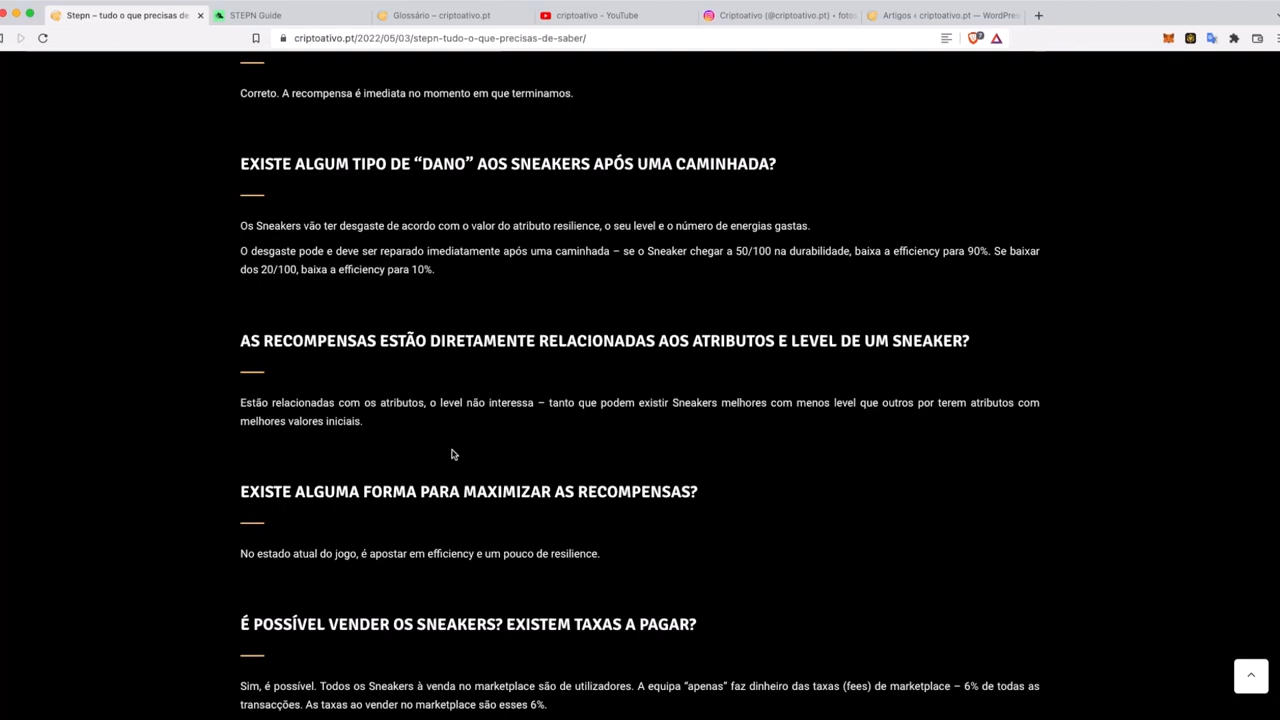 Stepn – tudo o que precisas de
STEPN Guide
Glossário – criptoativo.pt
criptoativo - YouTube
Criptoativo (@criptoativo.pt) • fotos
Artigos ‹ criptoativo.pt — WordPres
criptoativo.pt/2022/05/03/stepn-tudo-o-que-precisas-de-saber/
Correto. A recompensa é imediata no momento em que terminamos.
EXISTE ALGUM TIPO DE “DANO” AOS SNEAKERS APÓS UMA CAMINHADA?
Os Sneakers vão ter desgaste de acordo com o valor do atributo resilience, o seu level e o número de energias gastas.
O desgaste pode e deve ser reparado imediatamente após uma caminhada – se o Sneaker chegar a 50/100 na durabilidade, baixa a efficiency para 90%. Se baixar
dos 20/100, baixa a efficiency para 10%.
AS RECOMPENSAS ESTÃO DIRETAMENTE RELACIONADAS AOS ATRIBUTOS E LEVEL DE UM SNEAKER?
Estão relacionadas com os atributos, o level não interessa – tanto que podem existir Sneakers melhores com menos level que outros por terem atributos com
melhores valores iniciais.
EXISTE ALGUMA FORMA PARA MAXIMIZAR AS RECOMPENSAS?
No estado atual do jogo, é apostar em efficiency e um pouco de resilience.
É POSSÍVEL VENDER OS SNEAKERS? EXISTEM TAXAS A PAGAR?
Sim, é possível. Todos os Sneakers à venda no marketplace são de utilizadores. A equipa “apenas” faz dinheiro das taxas (fees) de marketplace – 6% de todas as
transacções. As taxas ao vender no marketplace são esses 6%.